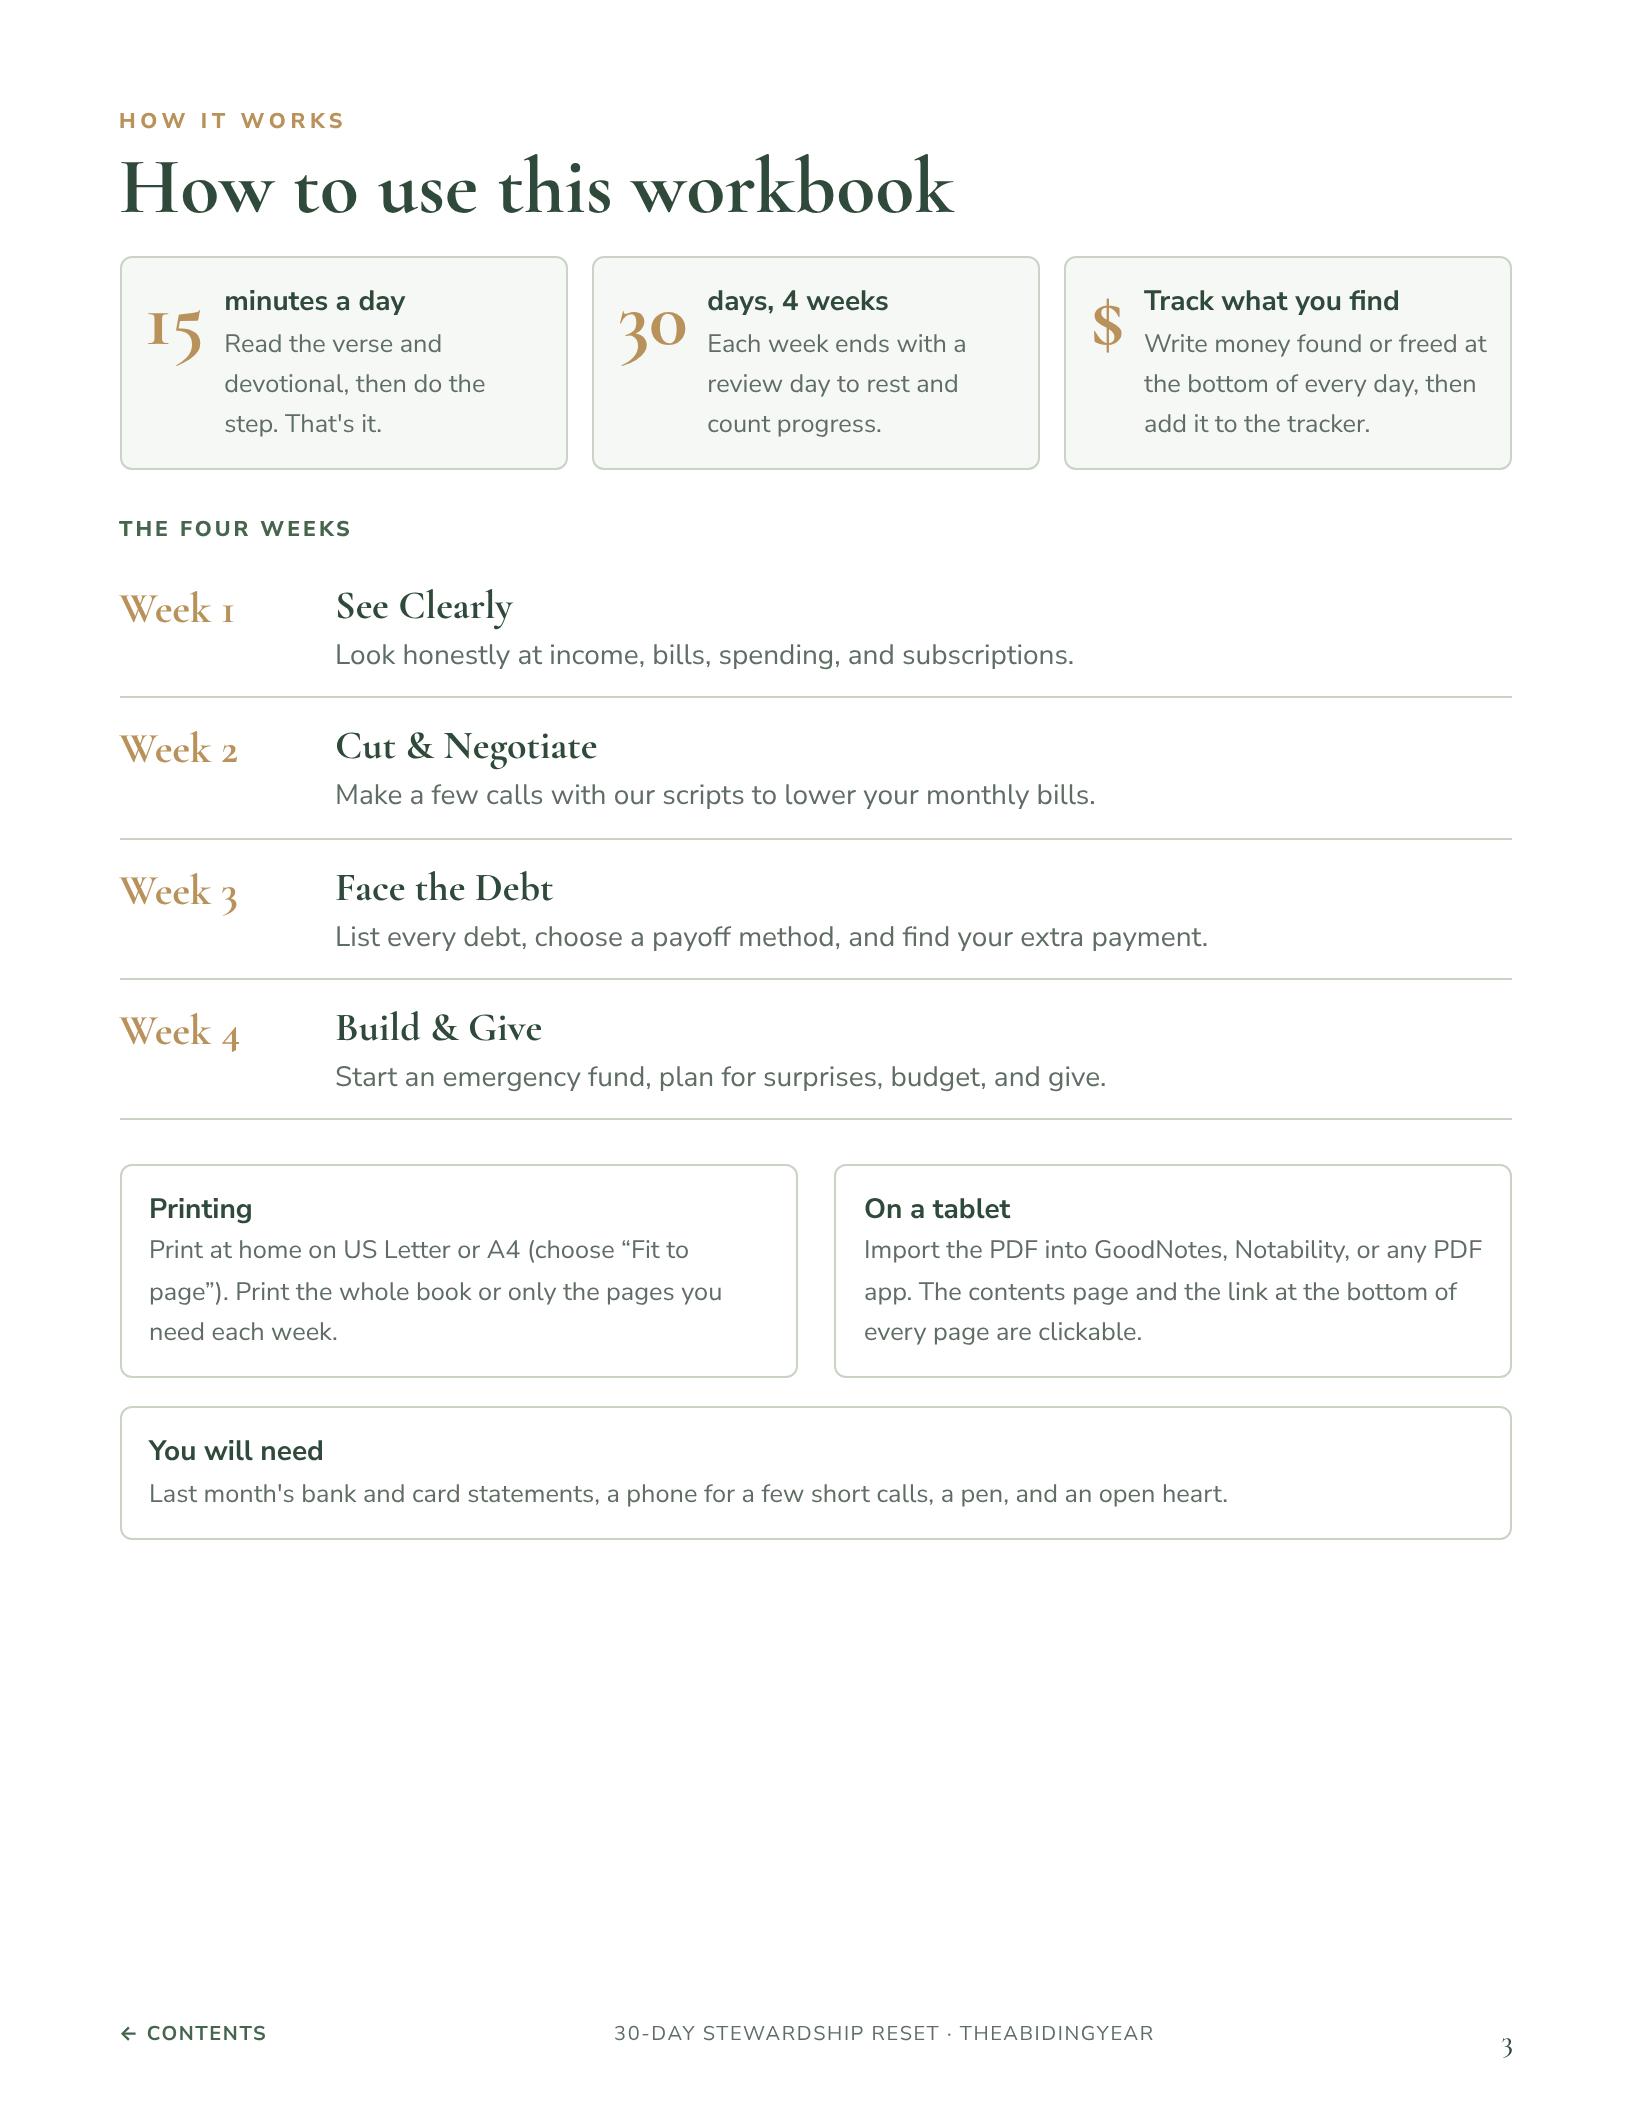 HOW IT WORKS
How to use this workbook
15
minutes a day
Read the verse and
devotional, then do the
step. That's it.
30
days, 4 weeks
Each week ends with a
review day to rest and
count progress.
$
Track what you find
Write money found or freed at
the bottom of every day, then
add it to the tracker.
THE FOUR WEEKS
Week 1
See Clearly
Look honestly at income, bills, spending, and subscriptions.
Week 2
Cut & Negotiate
Make a few calls with our scripts to lower your monthly bills.
Week 3
Face the Debt
List every debt, choose a payoff method, and find your extra payment.
Week 4
Build & Give
Start an emergency fund, plan for surprises, budget, and give.
Printing
Print at home on US Letter or A4 (choose “Fit to
page”). Print the whole book or only the pages you
need each week.
On a tablet
Import the PDF into GoodNotes, Notability, or any PDF
app. The contents page and the link at the bottom of
every page are clickable.
You will need
Last month's bank and card statements, a phone for a few short calls, a pen, and an open heart.
← CONTENTS
30-DAY STEWARDSHIP RESET · THEABIDINGYEAR
3